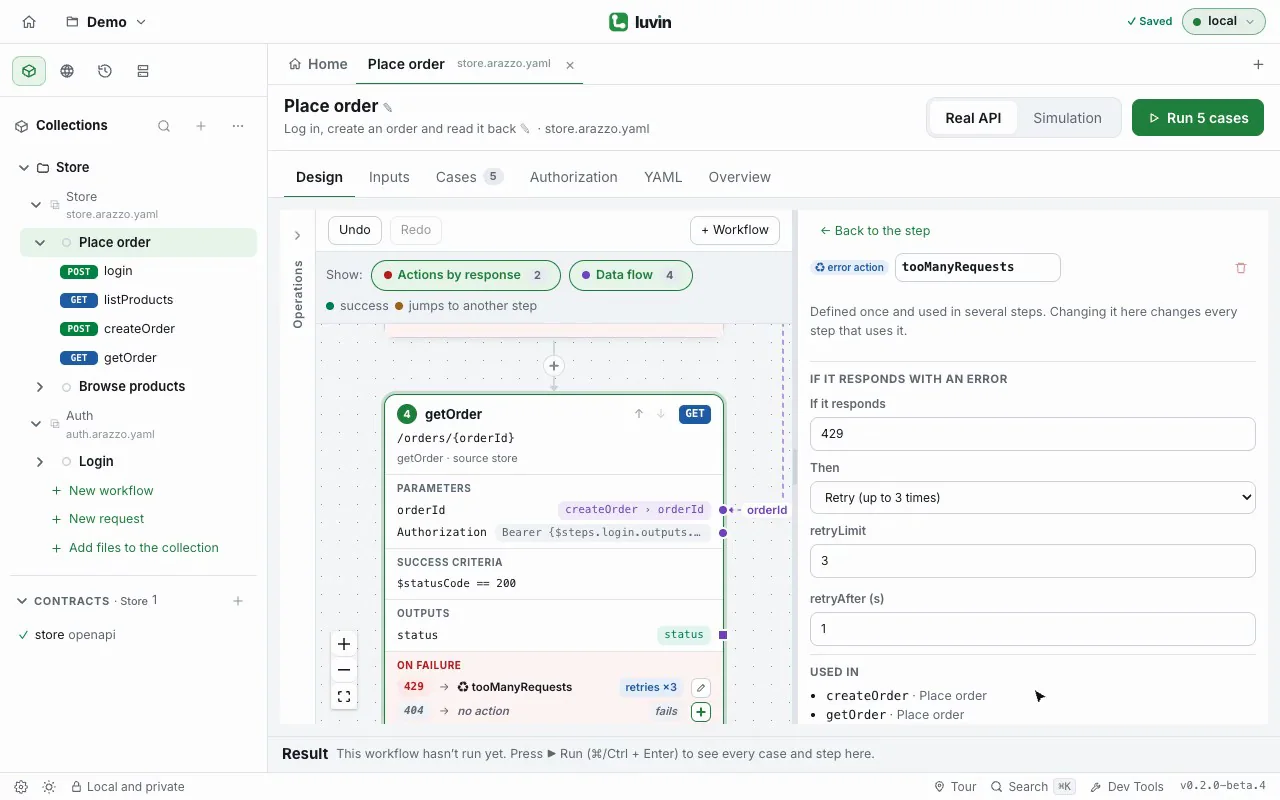 Demo
luvin
Saved
local
Collections
Store
Store
store.arazzo.yaml
Place order
POST login
GET listProducts
POST createOrder
GET getOrder
Browse products
Auth
auth.arazzo.yaml
Login
+ New workflow
+ New request
+ Add files to the collection
CONTRACTS · Store 1
store openapi
Home
Place order store.arazzo.yaml
Place order
Log in, create an order and read it back · store.arazzo.yaml
Real API Simulation
Run 5 cases
Design Inputs Cases 5 Authorization YAML Overview
Operations
Undo Redo + Workflow
Show: Actions by response 2 Data flow 4
success jumps to another step
4 getOrder GET
/orders/{orderId}
getOrder · source store
PARAMETERS
orderId createOrder › orderId
orderId
Authorization Bearer {$steps.login.outputs.…
SUCCESS CRITERIA
$statusCode == 200
OUTPUTS
status status
ON FAILURE
429 → tooManyRequests retries ×3
404 → no action fails
← Back to the step
error action tooManyRequests
Defined once and used in several steps. Changing it here changes every
step that uses it.
IF IT RESPONDS WITH AN ERROR
If it responds
429
Then
Retry (up to 3 times)
retryLimit
3
retryAfter (s)
1
USED IN
• createOrder · Place order
• getOrder · Place order
Result This workflow hasn't run yet. Press ▶ Run (⌘/Ctrl + Enter) to see every case and step here.
Local and private
Tour Search ⌘K Dev Tools v0.2.0-beta.4